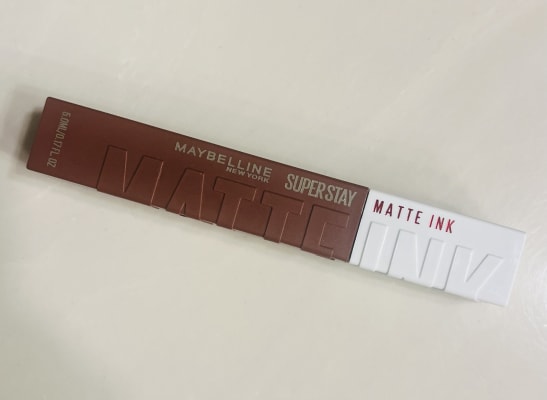 5.0ML/0.17 FL. OZ
MAYBELLINE
NEW YORK
SUPERSTAY
MATTE
MATTE INK
INK